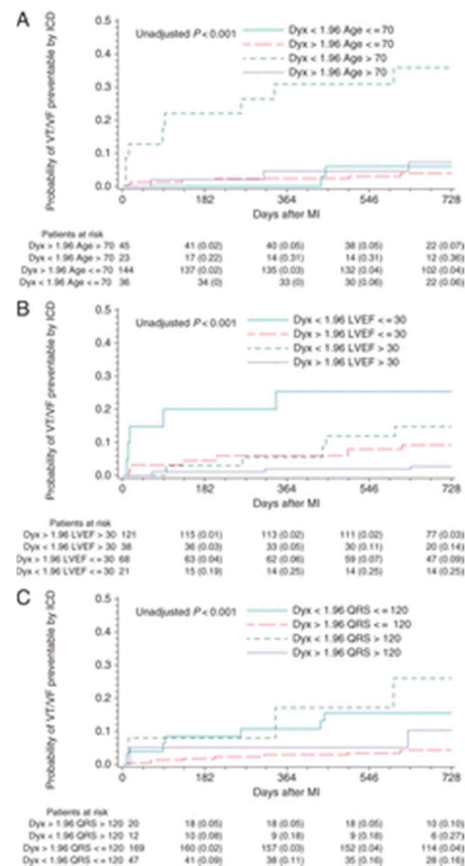 A
Unadjusted P < 0.001
Dyx < 1.96 Age <= 70
Dyx > 1.96 Age <= 70
Dyx < 1.96 Age > 70
Dyx > 1.96 Age > 70
Probability of VT/VF preventable by ICD
0.5
0.4
0.3
0.2
0.1
0.0
0 182 364 546 728
Days after MI
Patients at risk
Dyx > 1.96 Age > 70 45 41 (0.02) 40 (0.05) 38 (0.05) 22 (0.07)
Dyx < 1.96 Age > 70 23 17 (0.22) 14 (0.31) 14 (0.31) 12 (0.36)
Dyx > 1.96 Age <= 70 144 137 (0.02) 135 (0.03) 132 (0.04) 102 (0.04)
Dyx < 1.96 Age <= 70 36 34 (0) 33 (0) 30 (0.06) 22 (0.06)
B
Unadjusted P < 0.001
Dyx < 1.96 LVEF <= 30
Dyx > 1.96 LVEF <= 30
Dyx < 1.96 LVEF > 30
Dyx > 1.96 LVEF > 30
Probability of VT/VF preventable by ICD
0.5
0.4
0.3
0.2
0.1
0.0
0 182 364 546 728
Days after MI
Patients at risk
Dyx > 1.96 LVEF > 30 121 115 (0.01) 113 (0.02) 111 (0.02) 77 (0.03)
Dyx < 1.96 LVEF > 30 38 36 (0.03) 33 (0.05) 30 (0.11) 20 (0.14)
Dyx > 1.96 LVEF <= 30 68 63 (0.04) 62 (0.06) 59 (0.07) 47 (0.09)
Dyx < 1.96 LVEF <= 30 21 15 (0.19) 14 (0.25) 14 (0.25) 14 (0.25)
C
Unadjusted P < 0.001
Dyx < 1.96 QRS <= 120
Dyx > 1.96 QRS <= 120
Dyx < 1.96 QRS > 120
Dyx > 1.96 QRS > 120
Probability of VT/VF preventable by ICD
0.5
0.4
0.3
0.2
0.1
0.0
0 182 364 546 728
Days after MI
Patients at risk
Dyx > 1.96 QRS > 120 20 18 (0.05) 18 (0.05) 18 (0.05) 10 (0.10)
Dyx < 1.96 QRS > 120 12 10 (0.08) 9 (0.18) 9 (0.18) 6 (0.27)
Dyx > 1.96 QRS <= 120 169 160 (0.02) 157 (0.03) 152 (0.04) 114 (0.04)
Dyx < 1.96 QRS <= 120 47 41 (0.09) 38 (0.11) 35 (0.16) 28 (0.16)